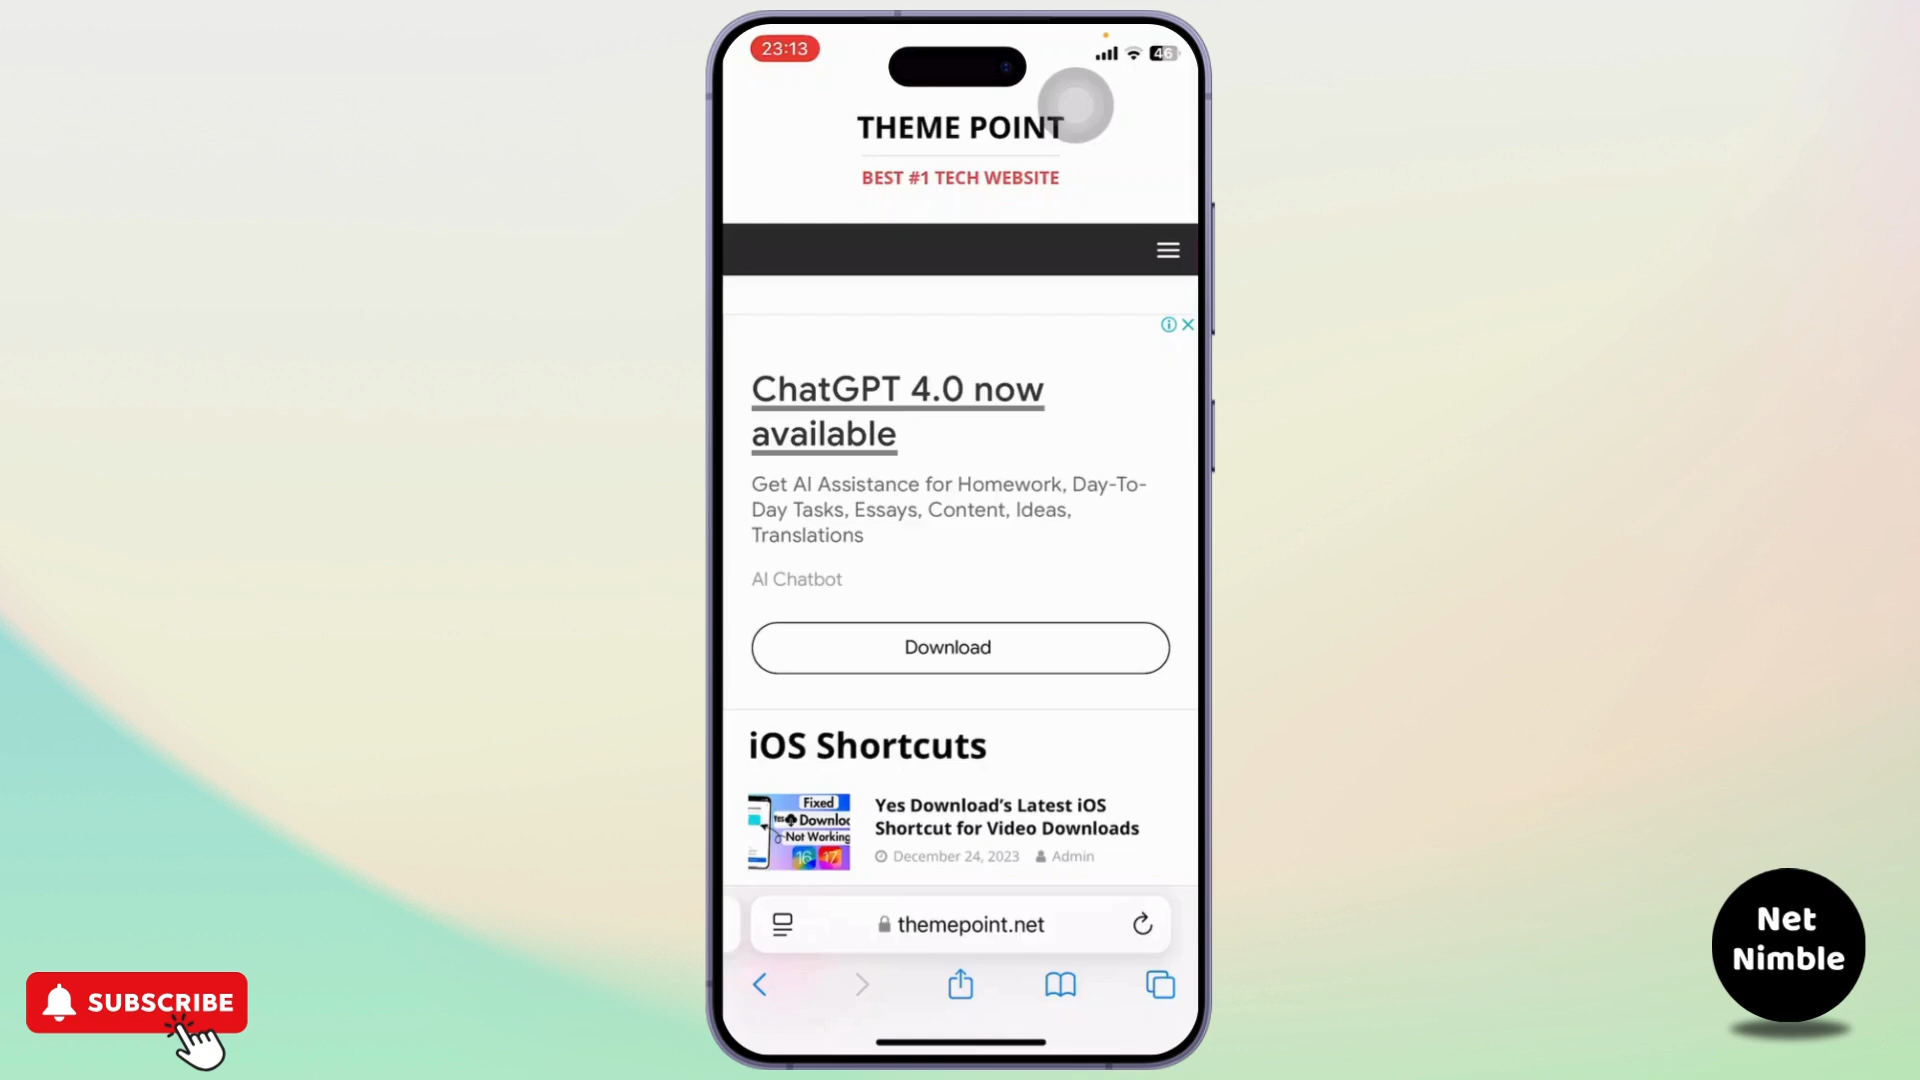 23:13
46
THEME POINT
BEST #1 TECH WEBSITE
ChatGPT 4.0 now
available
Get AI Assistance for Homework, Day-To-
Day Tasks, Essays, Content, Ideas,
Translations
AI Chatbot
Download
iOS Shortcuts
Fixed
Yes Downloa
Not Working
16 17
Yes Download's Latest iOS
Shortcut for Video Downloads
December 24, 2023 Admin
themepoint.net
SUBSCRIBE
Net
Nimble